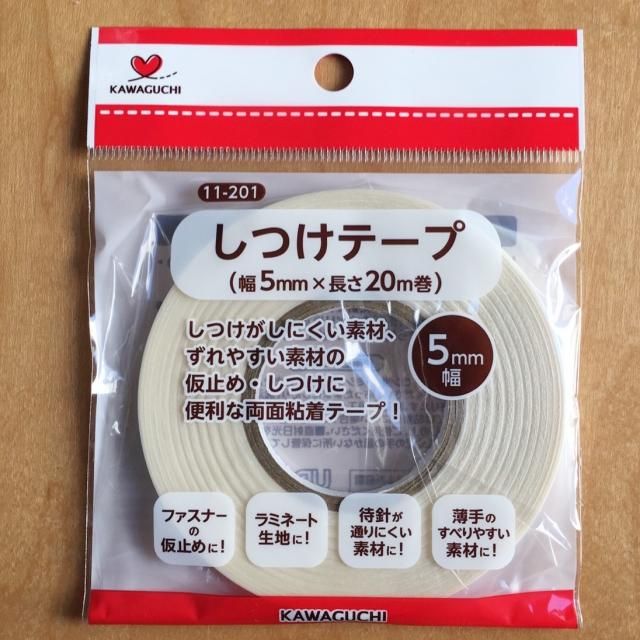 KAWAGUCHI
11-201
しつけテープ
(幅5mm×長さ20m巻)
しつけがしにくい素材、
ずれやすい素材の
仮止め・しつけに
便利な両面粘着テープ!
5mm
幅
ファスナー
の
仮止めに!
ラミネート
生地に!
待針が
通りにくい
素材に!
薄手の
すべりやすい
素材に!
KAWAGUCHI